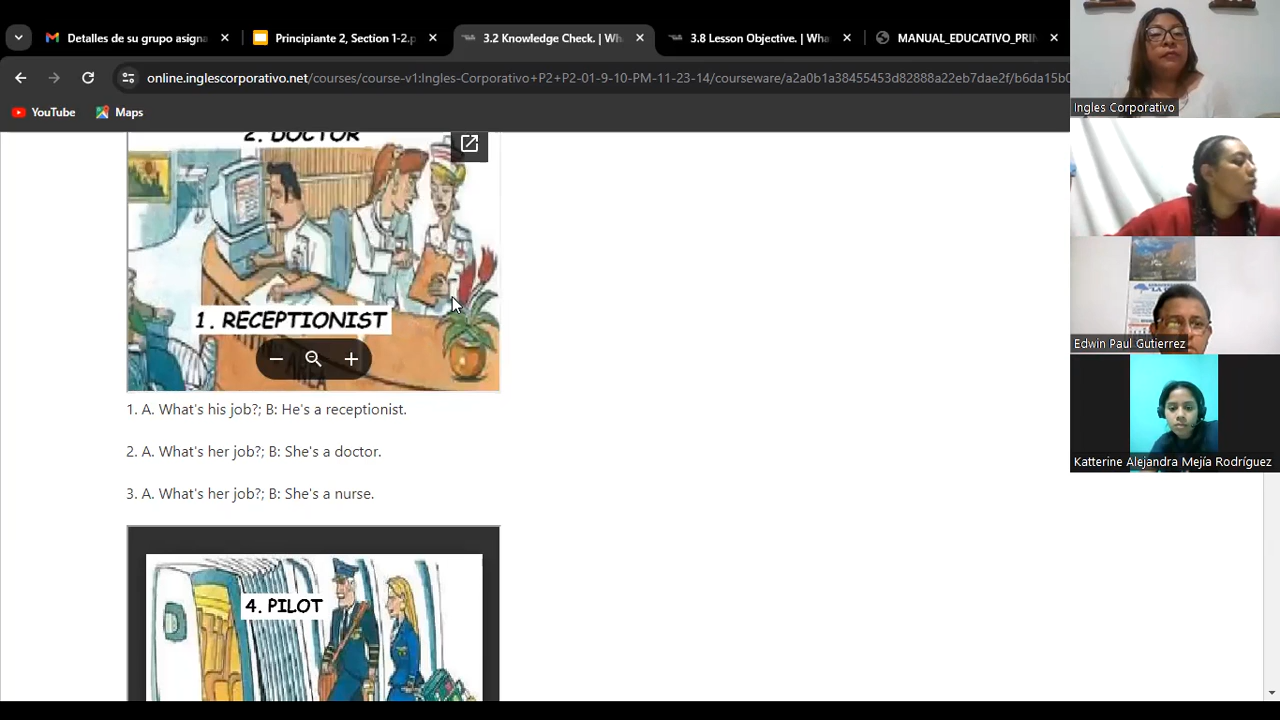 Detalles de su grupo asigna
Principiante 2, Section 1-2.p
3.2 Knowledge Check. | Wh
3.8 Lesson Objective. | Wha
MANUAL_EDUCATIVO_PRI
online.inglescorporativo.net/courses/course-v1:Ingles-Corporativo+P2+P2-01-9-10-PM-11-23-14/courseware/a2a0b1a38455453d82888a22eb7dae2f/b6da15b0
YouTube
Maps
2. DOCTOR
1. RECEPTIONIST
1. A. What's his job?; B: He's a receptionist.
2. A. What's her job?; B: She's a doctor.
3. A. What's her job?; B: She's a nurse.
4. PILOT
Ingles Corporativo
Edwin Paul Gutierrez
Katterine Alejandra Mejía Rodríguez